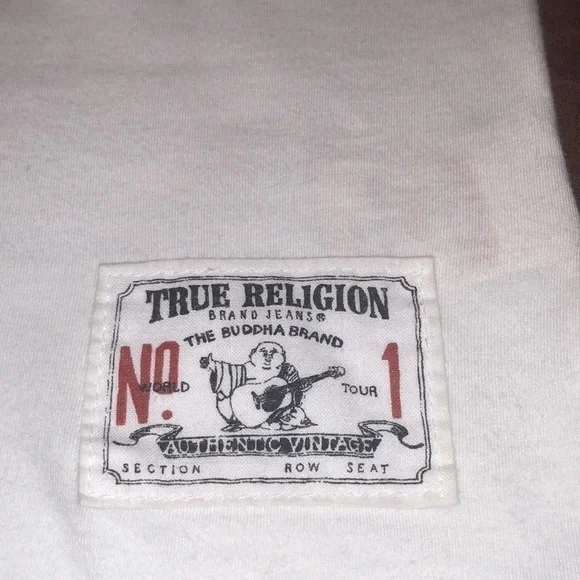 TRUE RELIGION
BRAND JEANS®
THE BUDDHA BRAND
Nº. 1
WORLD TOUR
AUTHENTIC VINTAGE
SECTION ROW SEAT